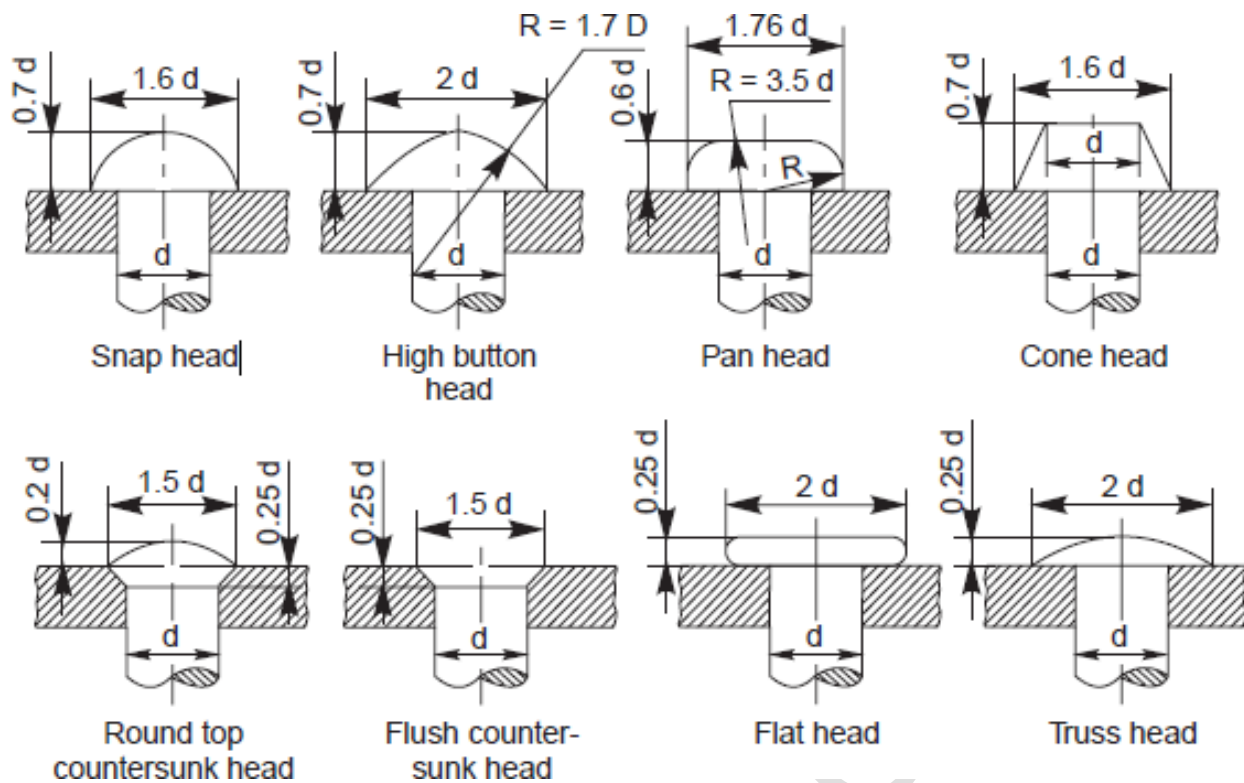 R = 1.7 D
0.7 d
1.6 d
0.7 d
2 d
0.6 d
1.76 d
R = 3.5 d
R
0.7 d
1.6 d
d
d
d
d
d
Snap head
High button
head
Pan head
Cone head
0.2 d
1.5 d
0.25 d
0.25 d
1.5 d
0.25 d
2 d
0.25 d
2 d
d
d
d
d
Round top
countersunk head
Flush counter-
sunk head
Flat head
Truss head